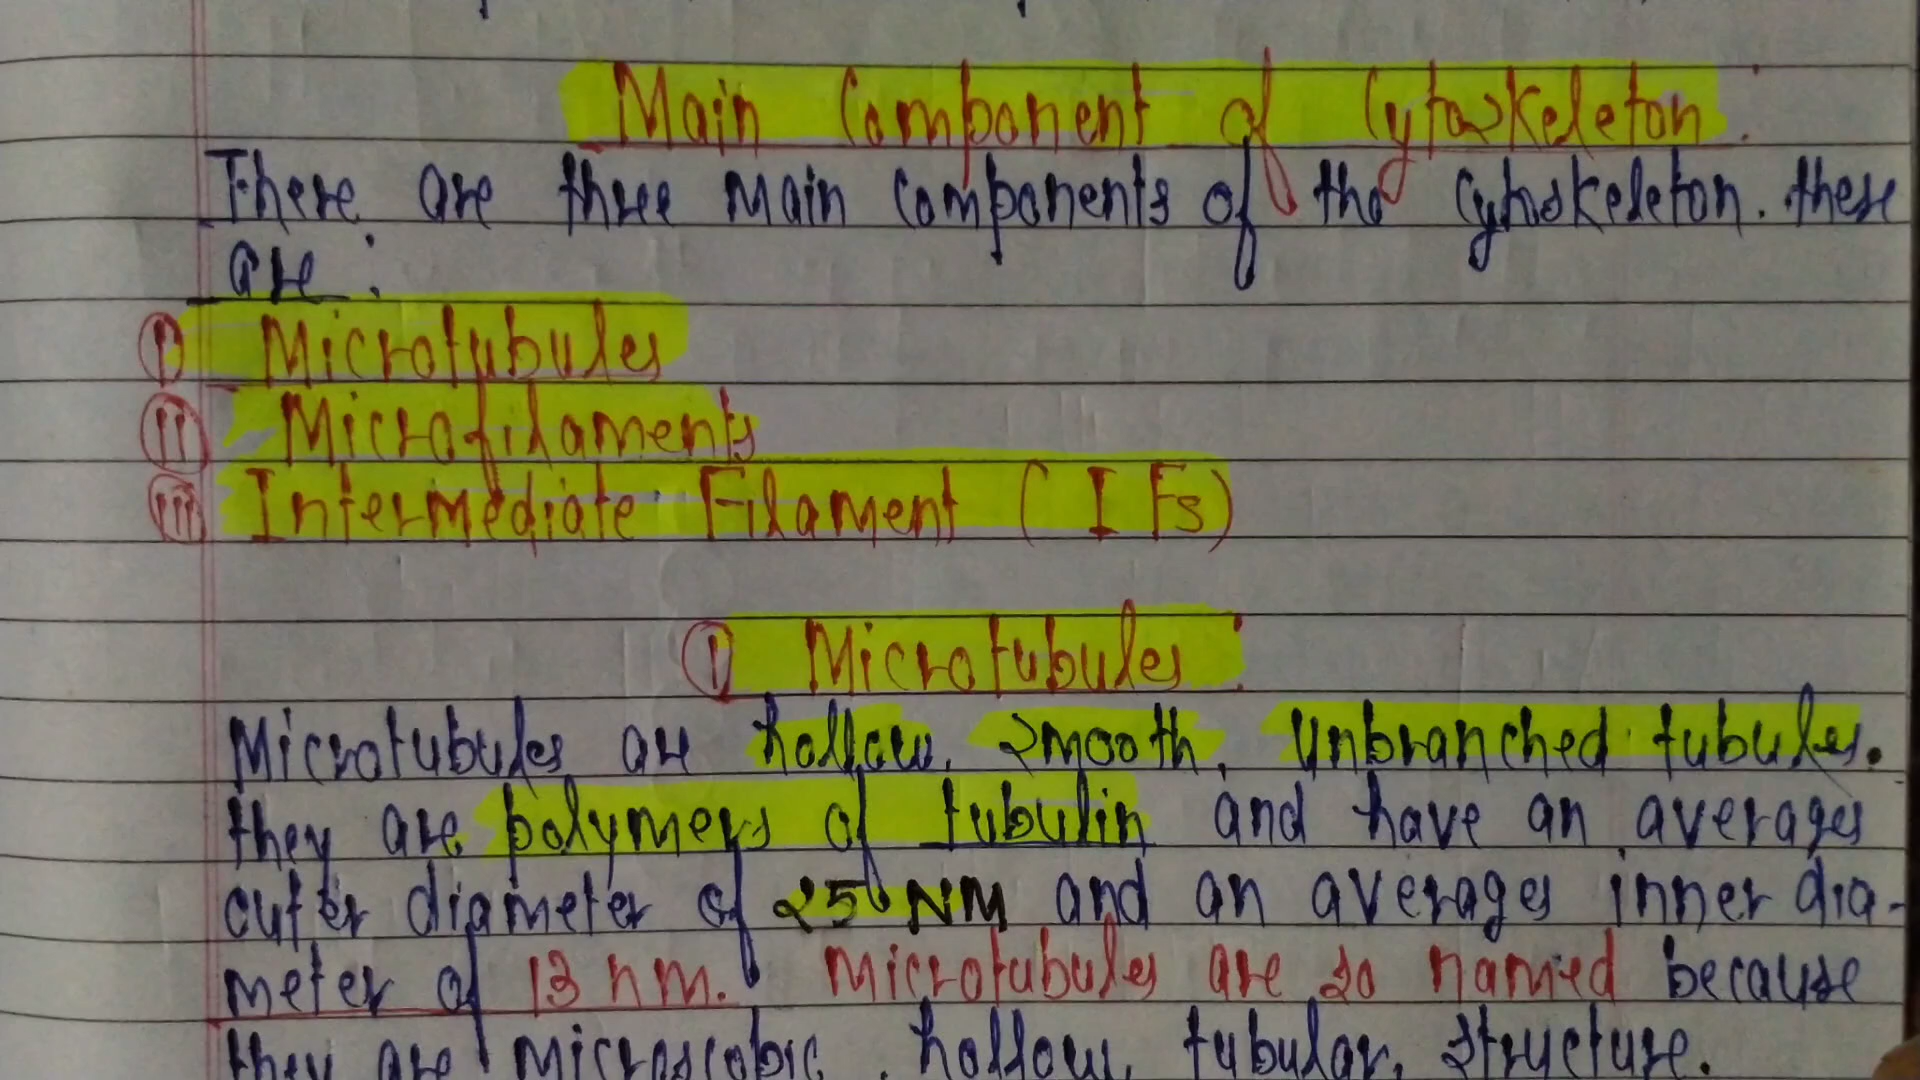 Main Component of Cytoskeleton :
There are three main components of the cytoskeleton. these
are :
(i) Microtubules
(ii) Microfilaments
(iii) Intermediate Filament ( I Fs)
(i) Microtubules :
Microtubules are hollow, smooth, unbranched tubules.
they are polymers of tubulin and have an averages
outer diameter of 25 NM and an averages inner dia-
meter of 13 nm. Microtubules are so named because
they are microscopic, hollow, tubular, structure.